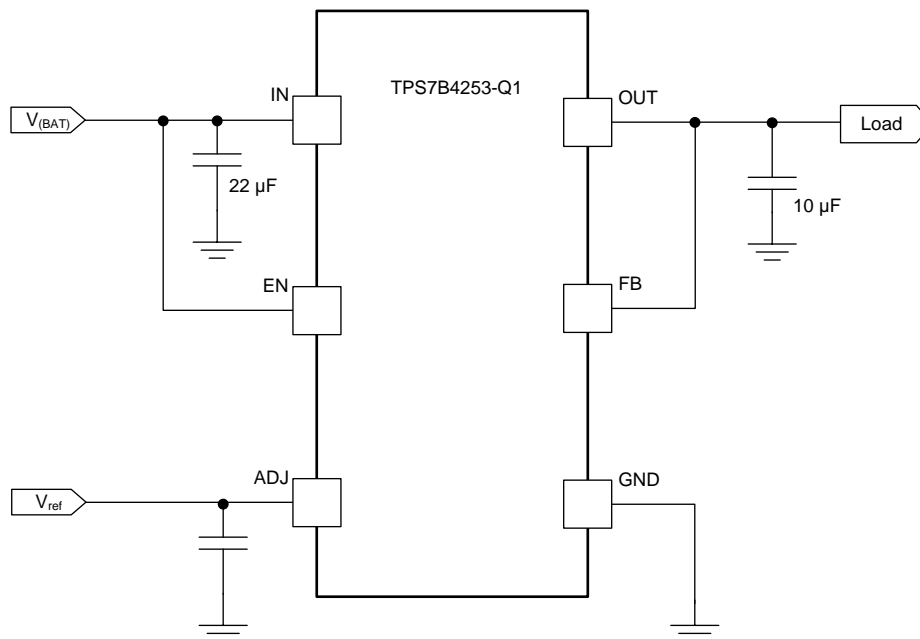 TPS7B4253-Q1
IN
OUT
V(BAT)
Load
22 µF
10 µF
EN
FB
ADJ
GND
Vref